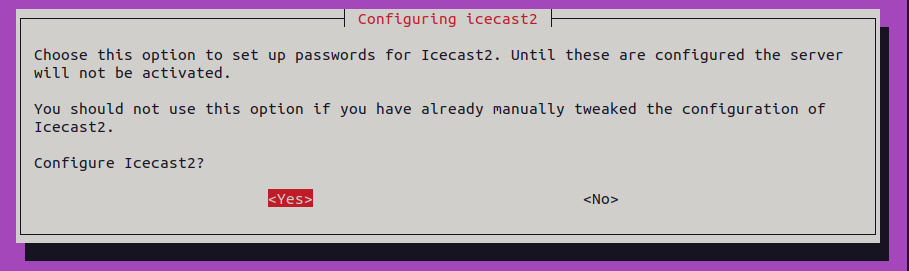 Configuring icecast2
Choose this option to set up passwords for Icecast2. Until these are configured the server
will not be activated.
You should not use this option if you have already manually tweaked the configuration of
Icecast2.
Configure Icecast2?
<Yes> <No>